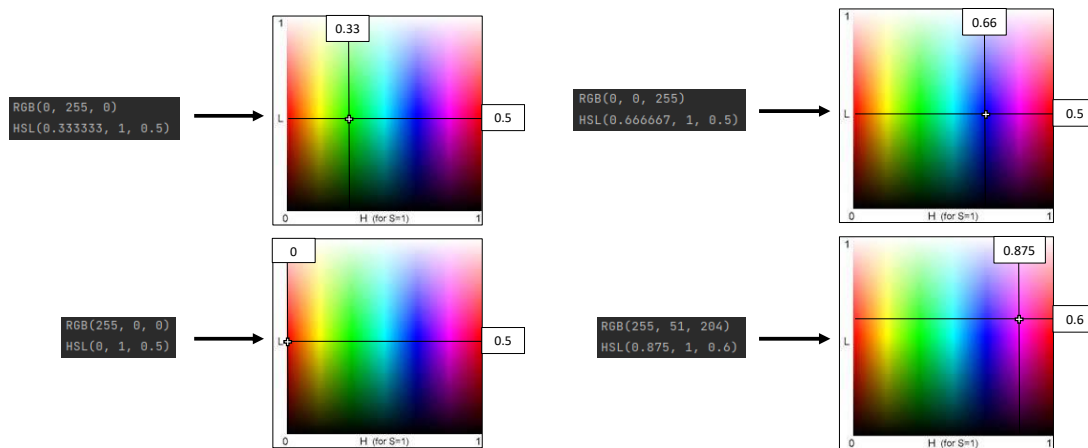 RGB(0, 255, 0)
HSL(0.333333, 1, 0.5)
1
0.33
L
0.5
0
H (for S=1)
1
RGB(0, 0, 255)
HSL(0.666667, 1, 0.5)
1
0.66
L
0.5
0
H (for S=1)
1
RGB(255, 0, 0)
HSL(0, 1, 0.5)
0
L
0.5
0
H (for S=1)
1
RGB(255, 51, 204)
HSL(0.875, 1, 0.6)
1
0.875
0.6
L
0
H (for S=1)
1